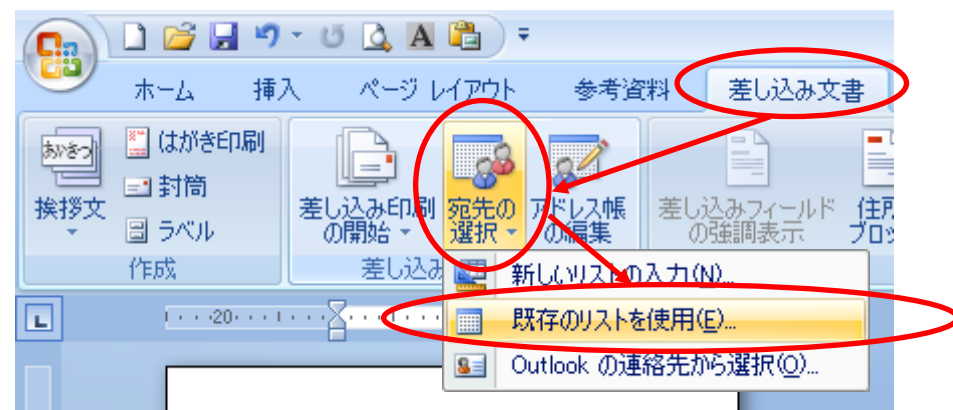 ホーム 挿入 ページ レイアウト 参考資料 差し込み文書
あいさつ
はがき印刷
封筒
ラベル
挨拶文
差し込み印刷
の開始
宛先の
選択
アドレス帳
の編集
差し込みフィールド
の強調表示
住所
ブロッ
作成
差し込み
新しいリストの入力(N)...
既存のリストを使用(E)...
Outlook の連絡先から選択(O)...
20